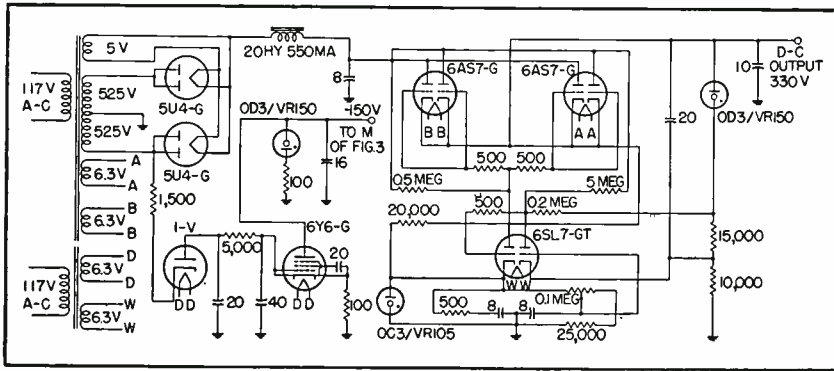 117V
A-C
5V
525V
525V
A
6.3V
A
B
6.3V
B
117V
A-C
D
6.3V
D
W
6.3V
W
5U4-G
5U4-G
1,500
1-V
DD
5,000
20
40
20HY 550MA
8
OD3/VR150
100
-150V
TO M
OF FIG.3
16
6Y6-G
20
DD
100
6AS7-G
6AS7-G
BB
AA
500
500
0.5 MEG
5 MEG
20,000
500
0.2 MEG
6SL7-GT
WW
OC3/VR105
500
8
8
0.1 MEG
25,000
D-C
OUTPUT
330V
10
20
OD3/VR150
15,000
10,000